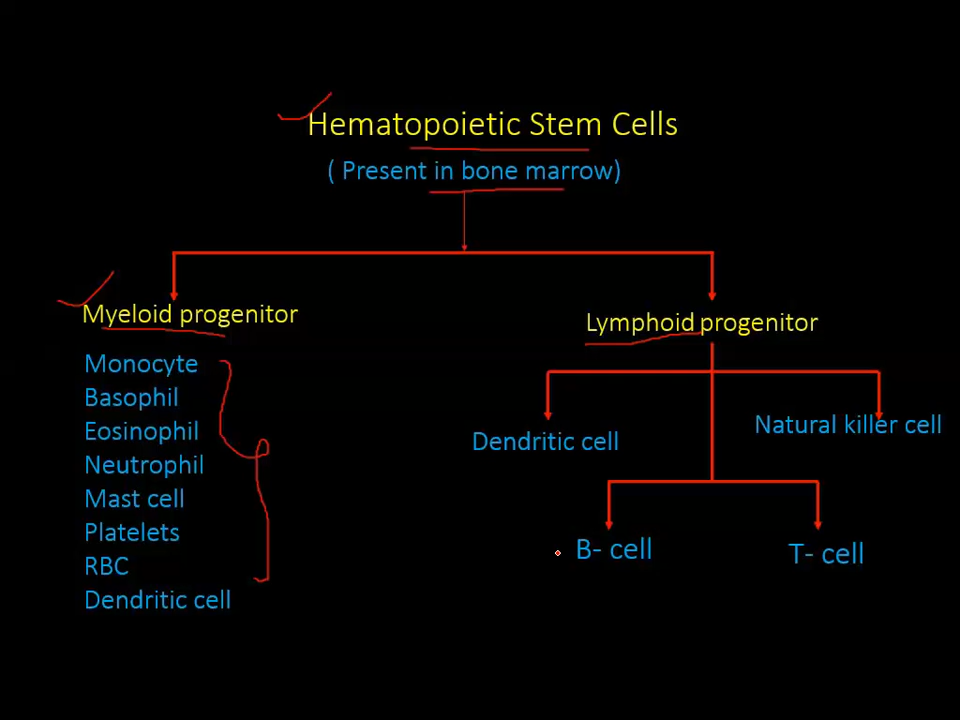 Hematopoietic Stem Cells
( Present in bone marrow)
Myeloid progenitor
Monocyte
Basophil
Eosinophil
Neutrophil
Mast cell
Platelets
RBC
Dendritic cell
Lymphoid progenitor
Dendritic cell
Natural killer cell
B- cell
T- cell